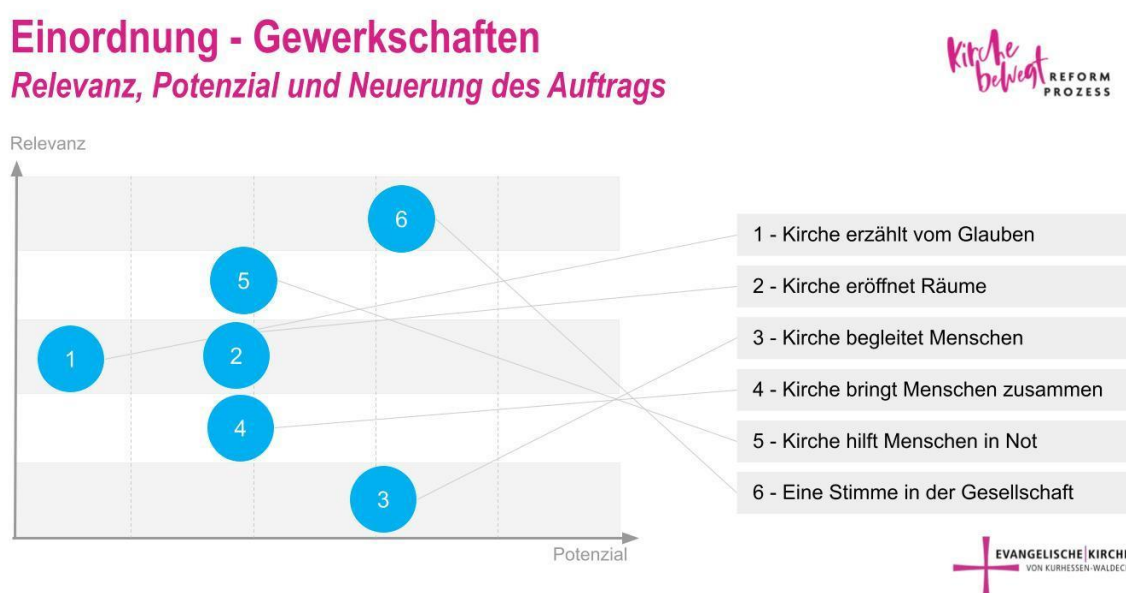 Einordnung - Gewerkschaften
Relevanz, Potenzial und Neuerung des Auftrags
Kirche
bewegt
REFORM
PROZESS
Relevanz
6
5
1
2
4
3
Potenzial
1 - Kirche erzählt vom Glauben
2 - Kirche eröffnet Räume
3 - Kirche begleitet Menschen
4 - Kirche bringt Menschen zusammen
5 - Kirche hilft Menschen in Not
6 - Eine Stimme in der Gesellschaft
EVANGELISCHE KIRCHE
VON KURHESSEN-WALDEC